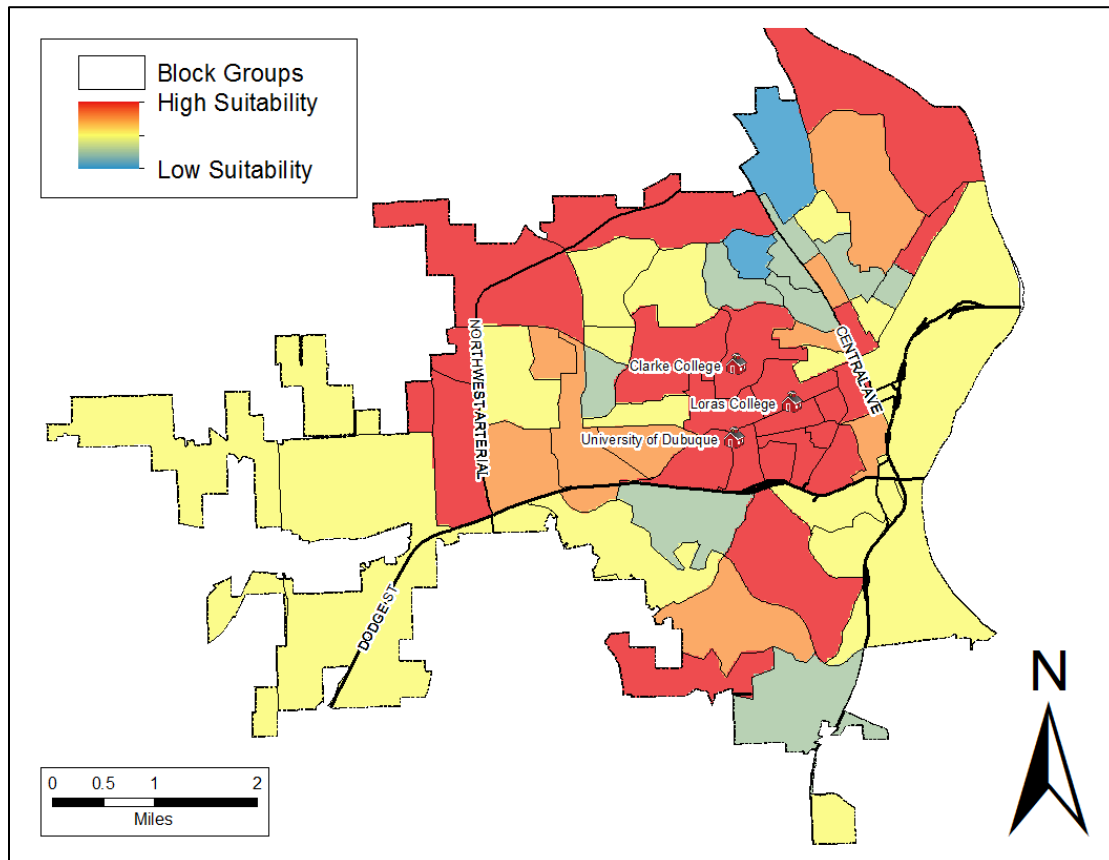 Block Groups
High Suitability
Low Suitability
NORTHWEST ARTERIAL
CENTRAL AVE
Clarke College
Loras College
University of Dubuque
DODGE ST
N
0 0.5 1 2
Miles